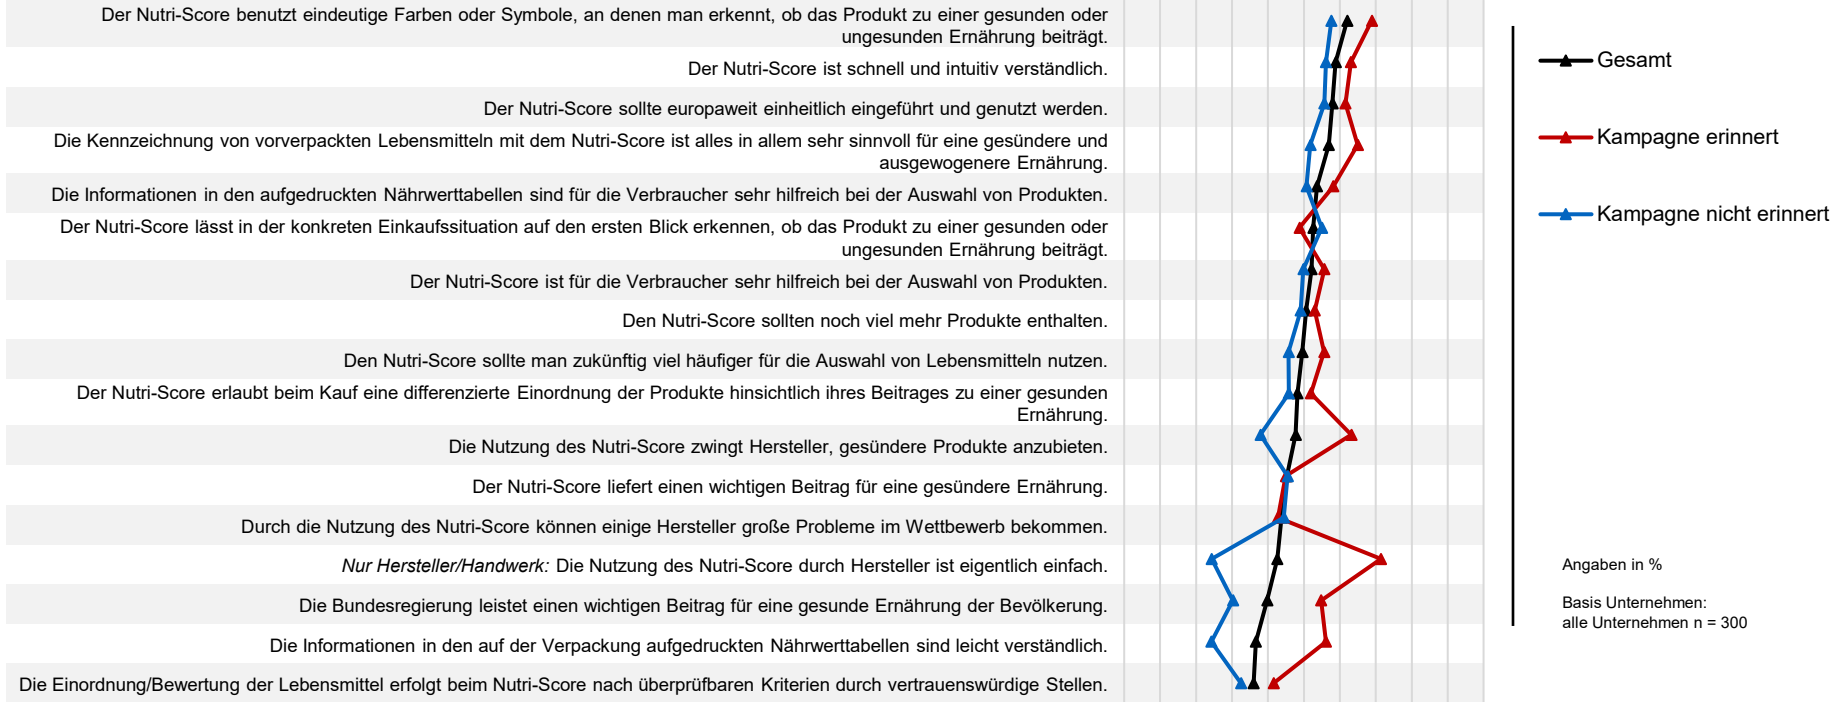 Der Nutri-Score benutzt eindeutige Farben oder Symbole, an denen man erkennt, ob das Produkt zu einer gesunden oder
ungesunden Ernährung beiträgt.
Der Nutri-Score ist schnell und intuitiv verständlich.
Der Nutri-Score sollte europaweit einheitlich eingeführt und genutzt werden.
Die Kennzeichnung von vorverpackten Lebensmitteln mit dem Nutri-Score ist alles in allem sehr sinnvoll für eine gesündere und
ausgewogenere Ernährung.
Die Informationen in den aufgedruckten Nährwerttabellen sind für die Verbraucher sehr hilfreich bei der Auswahl von Produkten.
Der Nutri-Score lässt in der konkreten Einkaufssituation auf den ersten Blick erkennen, ob das Produkt zu einer gesunden oder
ungesunden Ernährung beiträgt.
Der Nutri-Score ist für die Verbraucher sehr hilfreich bei der Auswahl von Produkten.
Den Nutri-Score sollten noch viel mehr Produkte enthalten.
Den Nutri-Score sollte man zukünftig viel häufiger für die Auswahl von Lebensmitteln nutzen.
Der Nutri-Score erlaubt beim Kauf eine differenzierte Einordnung der Produkte hinsichtlich ihres Beitrages zu einer gesunden
Ernährung.
Die Nutzung des Nutri-Score zwingt Hersteller, gesündere Produkte anzubieten.
Der Nutri-Score liefert einen wichtigen Beitrag für eine gesündere Ernährung.
Durch die Nutzung des Nutri-Score können einige Hersteller große Probleme im Wettbewerb bekommen.
Nur Hersteller/Handwerk: Die Nutzung des Nutri-Score durch Hersteller ist eigentlich einfach.
Die Bundesregierung leistet einen wichtigen Beitrag für eine gesunde Ernährung der Bevölkerung.
Die Informationen in den auf der Verpackung aufgedruckten Nährwerttabellen sind leicht verständlich.
Die Einordnung/Bewertung der Lebensmittel erfolgt beim Nutri-Score nach überprüfbaren Kriterien durch vertrauenswürdige Stellen.
Gesamt
Kampagne erinnert
Kampagne nicht erinnert
Angaben in %
Basis Unternehmen:
alle Unternehmen n = 300